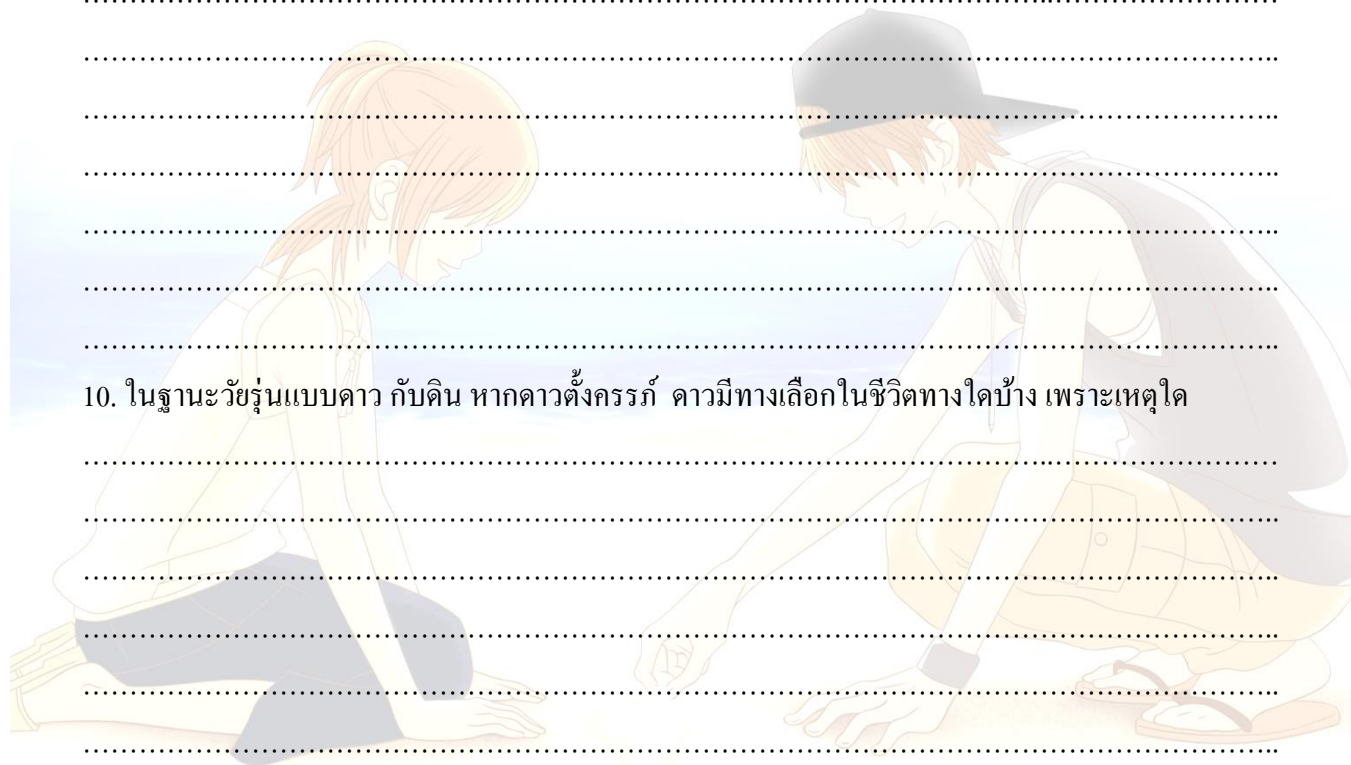 10. ในฐานะวัยรุ่นแบบดาว กับดิน หากดาวตั้งครรภ์ ดาวมีทางเลือกในชีวิตทางใดบ้าง เพราะเหตุใด